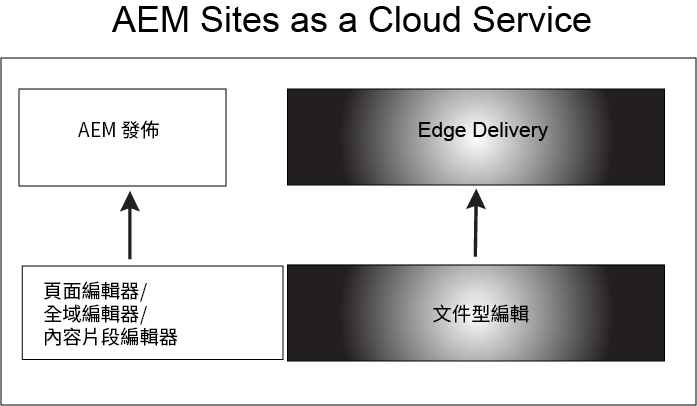 AEM Sites as a Cloud Service
AEM 發佈
Edge Delivery
頁面編輯器/
全域編輯器/
內容片段編輯器
文件型編輯